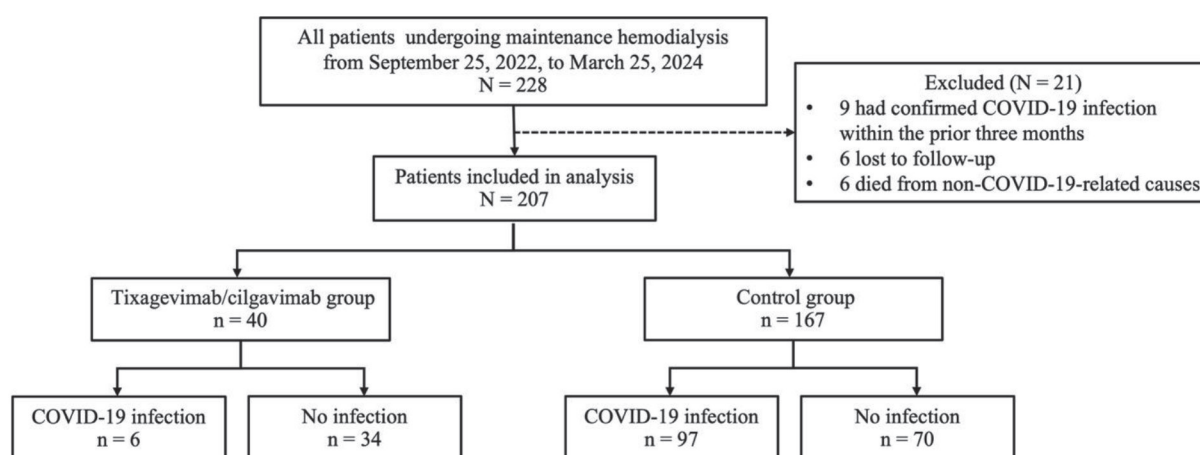 All patients undergoing maintenance hemodialysis
from September 25, 2022, to March 25, 2024
N = 228
Excluded (N = 21)
• 9 had confirmed COVID-19 infection
within the prior three months
• 6 lost to follow-up
• 6 died from non-COVID-19-related causes
Patients included in analysis
N = 207
Tixagevimab/cilgavimab group
n = 40
Control group
n = 167
COVID-19 infection
n = 6
No infection
n = 34
COVID-19 infection
n = 97
No infection
n = 70